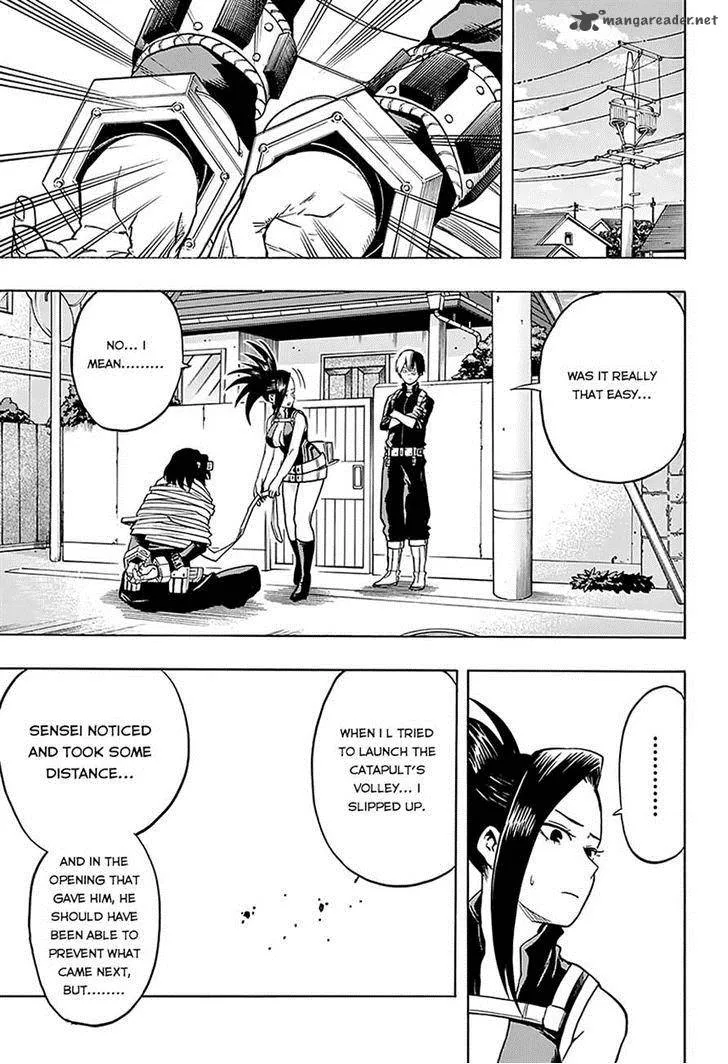 mangareader.net
WAS IT REALLY
THAT EASY...
NO... I
MEAN.........
.........
WHEN I L TRIED
TO LAUNCH THE
CATAPULT'S
VOLLEY... I
SLIPPED UP.
SENSEI NOTICED
AND TOOK SOME
DISTANCE...
AND IN THE
OPENING THAT
GAVE HIM, HE
SHOULD HAVE
BEEN ABLE TO
PREVENT WHAT
CAME NEXT,
BUT........